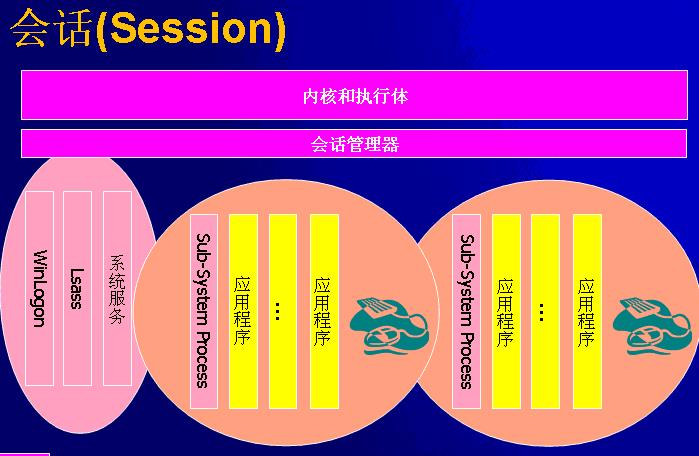 会话(Session)
内核和执行体
会话管理器
WinLogon
Lsass
系统服务
Sub-System Process
应用程序
...
应用程序
Sub-System Process
应用程序
...
应用程序